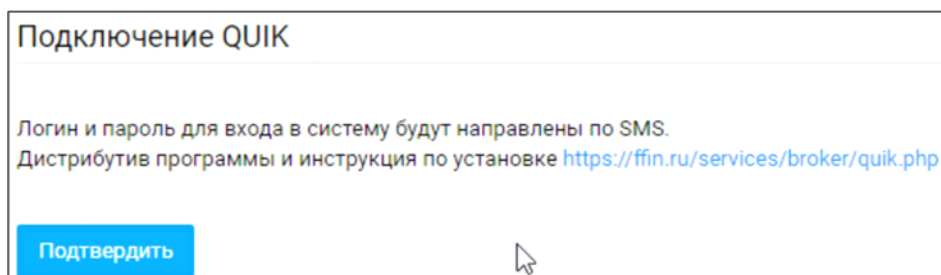 Подключение QUIK
Логин и пароль для входа в систему будут направлены по SMS.
Дистрибутив программы и инструкция по установке https://ffin.ru/services/broker/quik.php
Подтвердить